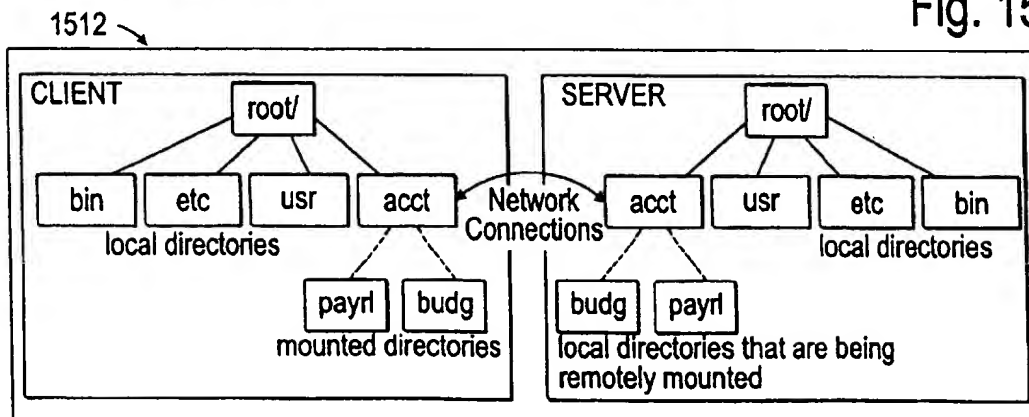 Fig. 15
1512
CLIENT
root/
bin
etc
usr
acct
local directories
payrl
budg
mounted directories
Network
Connections
SERVER
root/
acct
usr
etc
bin
local directories
budg
payrl
local directories that are being
remotely mounted